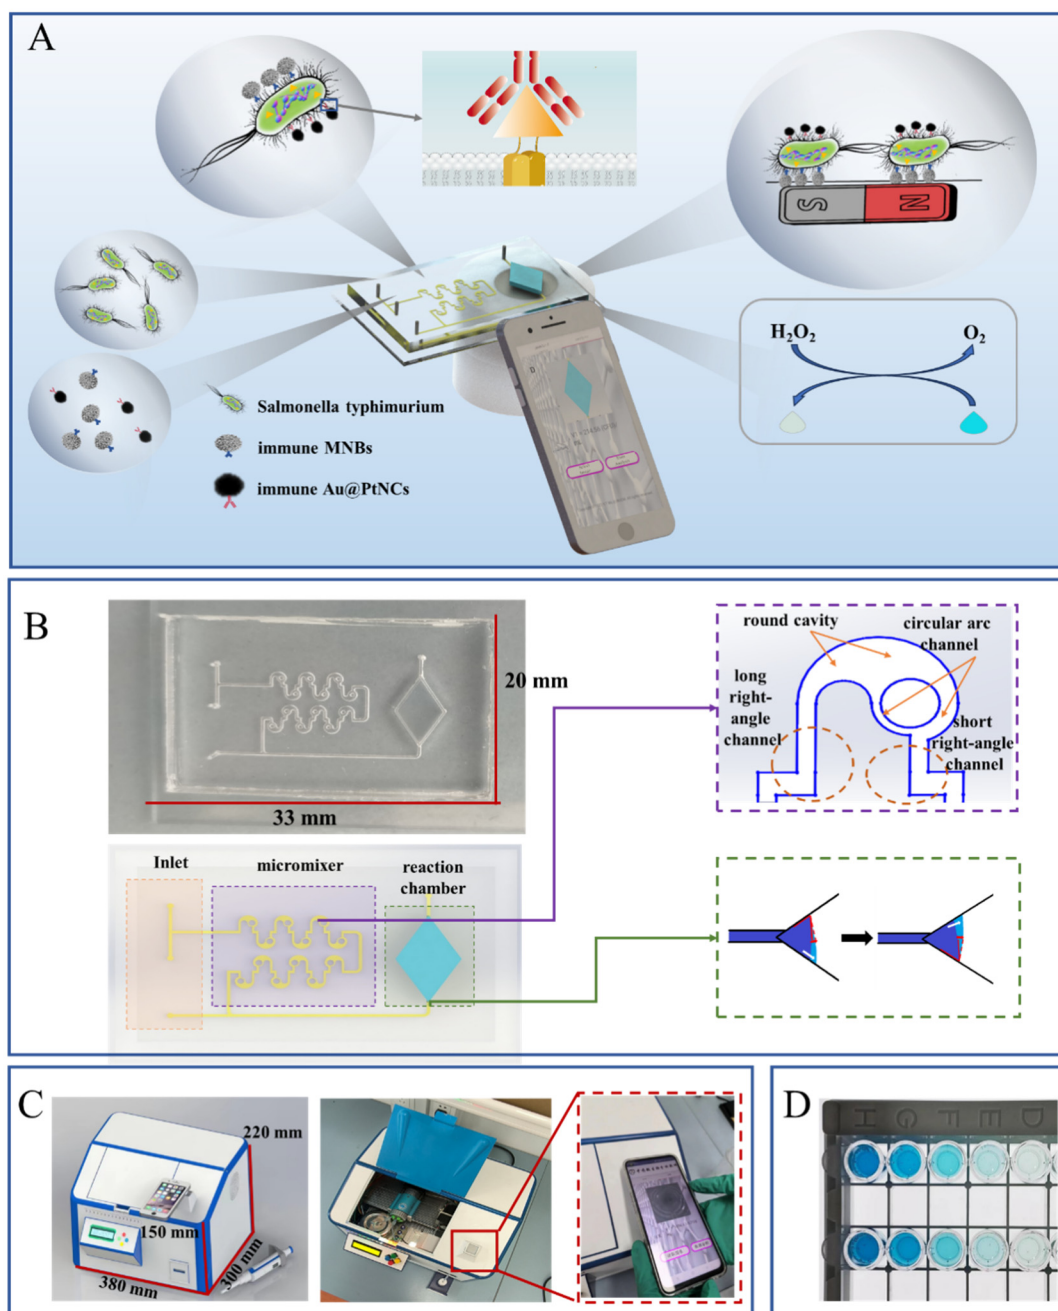 A
S
N
H₂O₂
O₂
Salmonella typhimurium
immune MNBs
immune Au@PtNCs
B
20 mm
33 mm
round cavity
circular arc
channel
long
right-
angle
channel
short
right-angle
channel
Inlet
micromixer
reaction
chamber
C
220 mm
150 mm
300 mm
380 mm
D
H G F E D